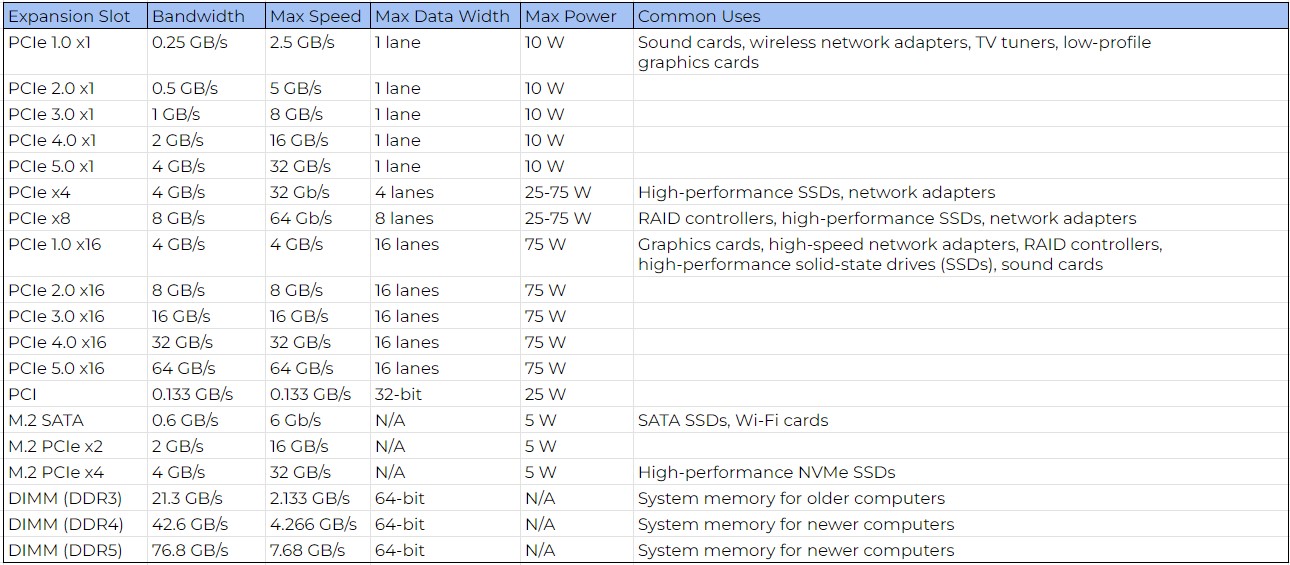 Expansion Slot Bandwidth Max Speed Max Data Width Max Power Common Uses
PCIe 1.0 x1 0.25 GB/s 2.5 GB/s 1 lane 10 W Sound cards, wireless network adapters, TV tuners, low-profile
graphics cards
PCIe 2.0 x1 0.5 GB/s 5 GB/s 1 lane 10 W
PCIe 3.0 x1 1 GB/s 8 GB/s 1 lane 10 W
PCIe 4.0 x1 2 GB/s 16 GB/s 1 lane 10 W
PCIe 5.0 x1 4 GB/s 32 GB/s 1 lane 10 W
PCIe x4 4 GB/s 32 Gb/s 4 lanes 25-75 W High-performance SSDs, network adapters
PCIe x8 8 GB/s 64 Gb/s 8 lanes 25-75 W RAID controllers, high-performance SSDs, network adapters
PCIe 1.0 x16 4 GB/s 4 GB/s 16 lanes 75 W Graphics cards, high-speed network adapters, RAID controllers,
high-performance solid-state drives (SSDs), sound cards
PCIe 2.0 x16 8 GB/s 8 GB/s 16 lanes 75 W
PCIe 3.0 x16 16 GB/s 16 GB/s 16 lanes 75 W
PCIe 4.0 x16 32 GB/s 32 GB/s 16 lanes 75 W
PCIe 5.0 x16 64 GB/s 64 GB/s 16 lanes 75 W
PCI 0.133 GB/s 0.133 GB/s 32-bit 25 W
M.2 SATA 0.6 GB/s 6 Gb/s N/A 5 W SATA SSDs, Wi-Fi cards
M.2 PCIe x2 2 GB/s 16 GB/s N/A 5 W
M.2 PCIe x4 4 GB/s 32 GB/s N/A 5 W High-performance NVMe SSDs
DIMM (DDR3) 21.3 GB/s 2.133 GB/s 64-bit N/A System memory for older computers
DIMM (DDR4) 42.6 GB/s 4.266 GB/s 64-bit N/A System memory for newer computers
DIMM (DDR5) 76.8 GB/s 7.68 GB/s 64-bit N/A System memory for newer computers